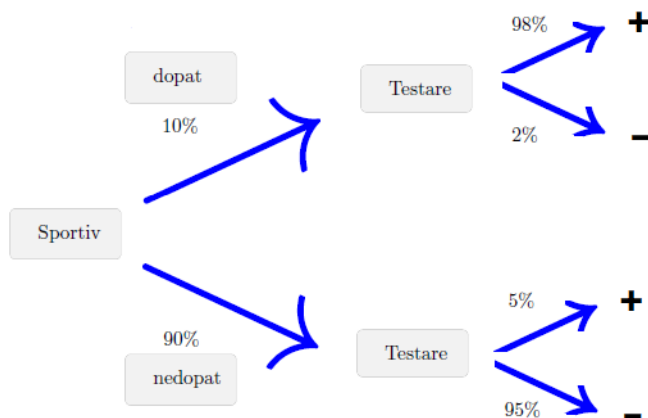 98%
+
dopat
Testare
10%
2%
−
Sportiv
5%
+
90%
Testare
nedopat
95%
−